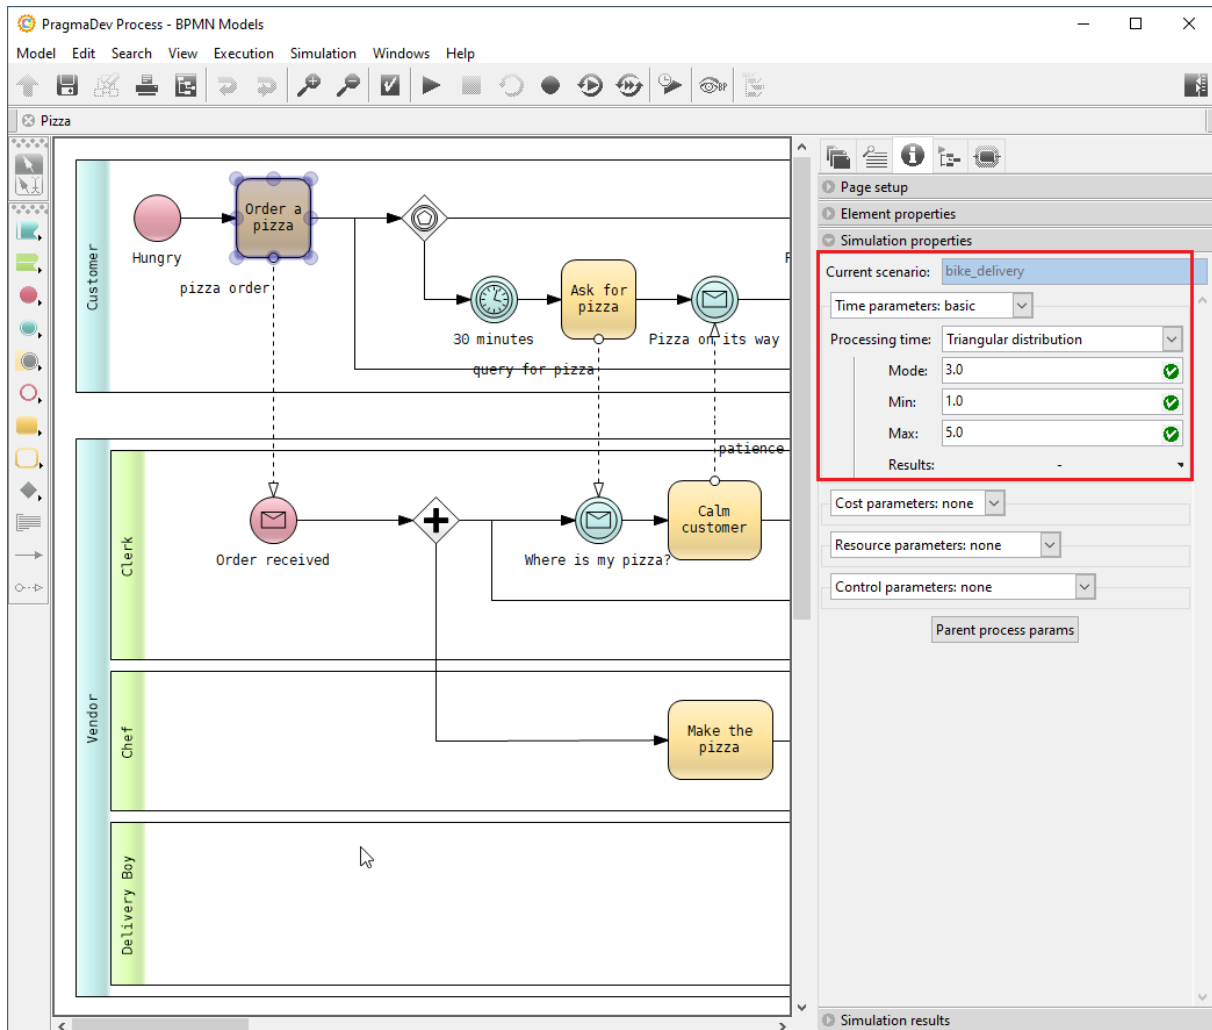 PragmaDev Process - BPMN Models
Model Edit Search View Execution Simulation Windows Help
BP
Pizza
Customer
Hungry
Order a
pizza
pizza order
30 minutes
Ask for
pizza
query for pizza
Pizza on its way
P
patience
Vendor
Clerk
Order received
Where is my pizza?
Calm
customer
Chef
Make the
pizza
Delivery Boy
Page setup
Element properties
Simulation properties
Current scenario: bike_delivery
Time parameters: basic
Processing time: Triangular distribution
Mode: 3.0
Min: 1.0
Max: 5.0
Results: -
Cost parameters: none
Resource parameters: none
Control parameters: none
Parent process params
Simulation results